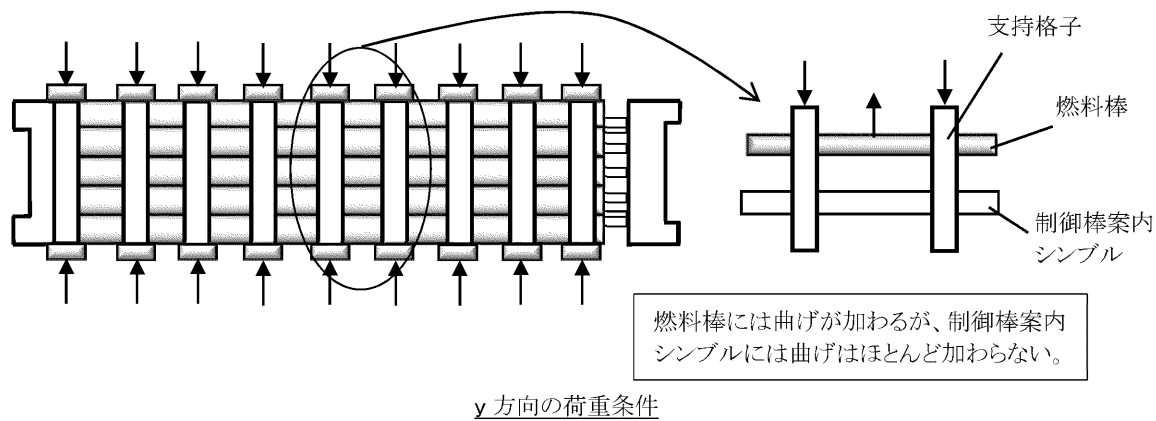 支持格子
燃料棒
制御棒案内
シンブル
燃料棒には曲げが加わるが、制御棒案内
シンブルには曲げはほとんど加わらない。
y 方向の荷重条件